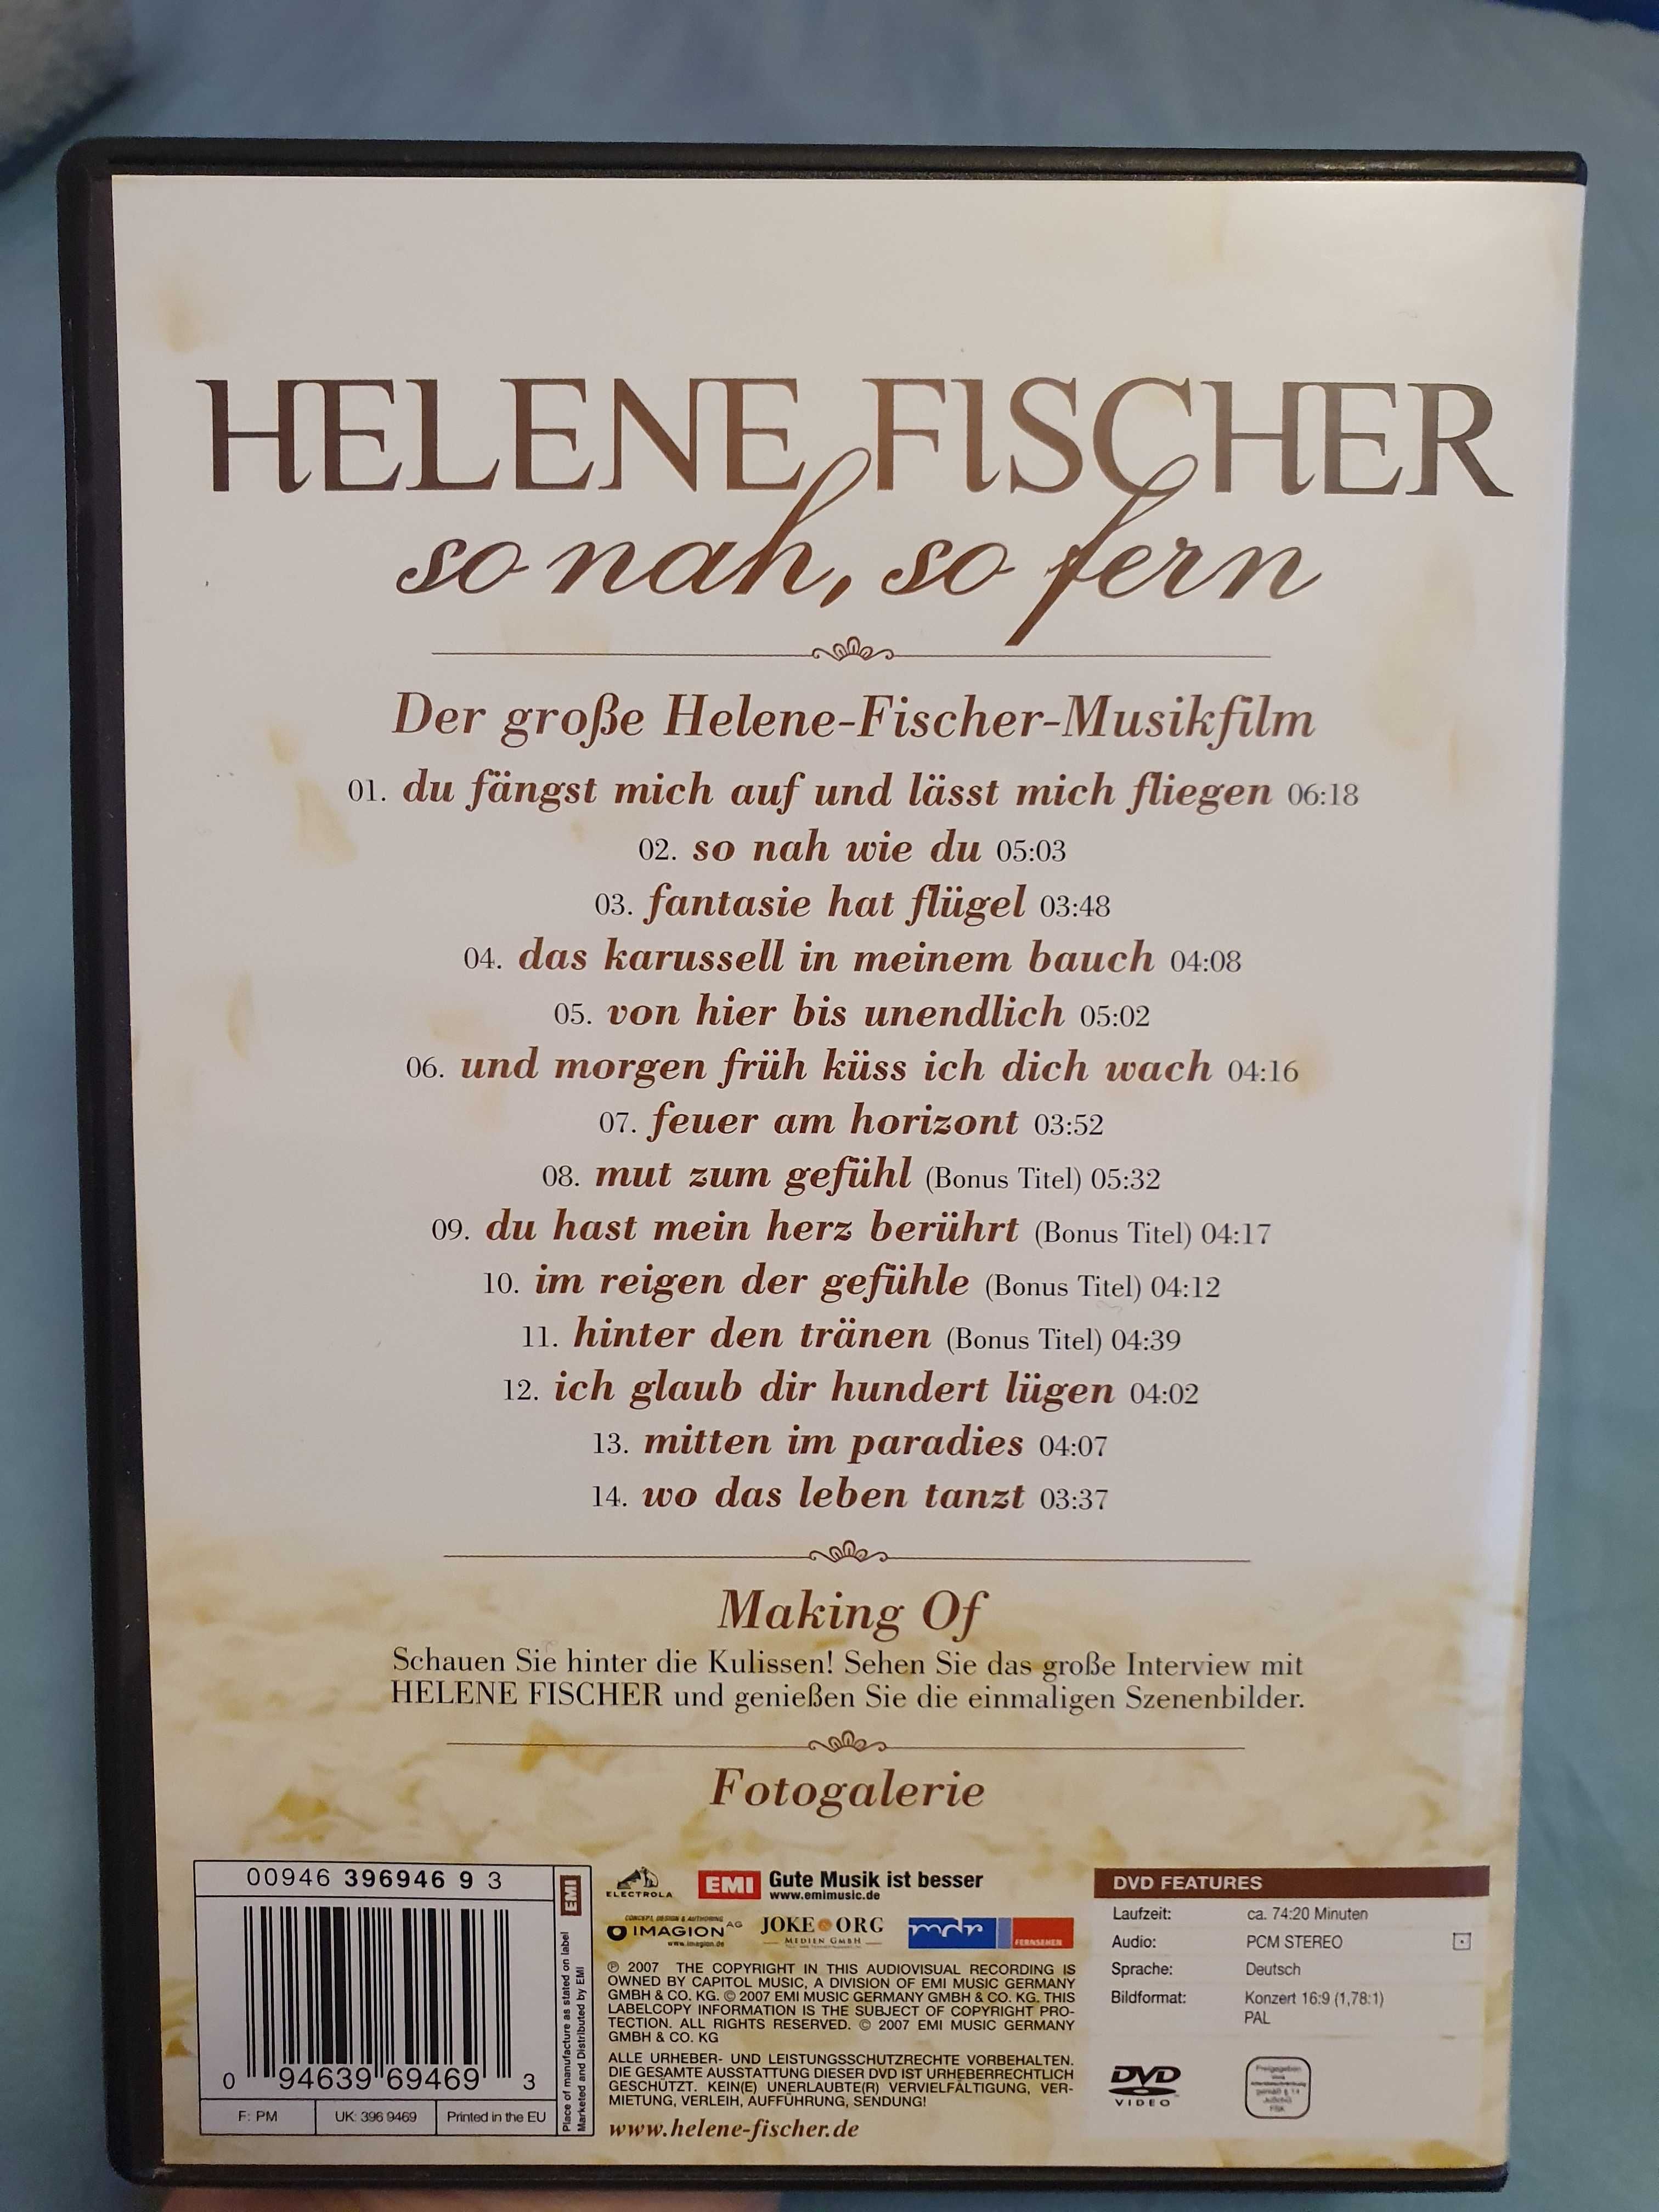 HELENE FISCHER
so nah, so fern
Der große Helene-Fischer-Musikfilm
01. du fängst mich auf und lässt mich fliegen 06:18
02. so nah wie du 05:03
03. fantasie hat flügel 03:48
04. das karussell in meinem bauch 04:08
05. von hier bis unendlich 05:02
06. und morgen früh küss ich dich wach 04:16
07. feuer am horizont 03:52
08. mut zum gefühl (Bonus Titel) 05:32
09. du hast mein herz berührt (Bonus Titel) 04:17
10. im reigen der gefühle (Bonus Titel) 04:12
11. hinter den tränen (Bonus Titel) 04:39
12. ich glaub dir hundert lügen 04:02
13. mitten im paradies 04:07
14. wo das leben tanzt 03:37
Making Of
Schauen Sie hinter die Kulissen! Sehen Sie das große Interview mit
HELENE FISCHER und genießen Sie die einmaligen Szenenbilder.
Fotogalerie
00946 396946 9 3
0 94639 69469 3
F: PM
UK: 396 9469
Printed in the EU
EMI
Place of manufacture as stated on label
Marketed and Distributed by EMI
ELECTROLA
EMI
Gute Musik ist besser
www.emimusic.de
CONCEPT, DESIGN & AUTHORING
IMAGION AG
www.imagion.de
JOKE ORG
MEDIEN GMBH
mdr
FERNSEHEN
℗ 2007 THE COPYRIGHT IN THIS AUDIOVISUAL RECORDING IS
OWNED BY CAPITOL MUSIC, A DIVISION OF EMI MUSIC GERMANY
GMBH & CO. KG. © 2007 EMI MUSIC GERMANY GMBH & CO. KG. THIS
LABELCOPY INFORMATION IS THE SUBJECT OF COPYRIGHT PRO-
TECTION. ALL RIGHTS RESERVED. © 2007 EMI MUSIC GERMANY
GMBH & CO. KG
ALLE URHEBER- UND LEISTUNGSSCHUTZRECHTE VORBEHALTEN.
DIE GESAMTE AUSSTATTUNG DIESER DVD IST URHEBERRECHTLICH
GESCHÜTZT. KEIN(E) UNERLAUBTE(R) VERVIELFÄLTIGUNG, VER-
MIETUNG, VERLEIH, AUFFÜHRUNG, SENDUNG!
www.helene-fischer.de
DVD FEATURES
Laufzeit: ca. 74:20 Minuten
Audio: PCM STEREO
Sprache: Deutsch
Bildformat: Konzert 16:9 (1,78:1)
PAL
DVD
VIDEO
Freigegeben
gemäß § 14
FSK